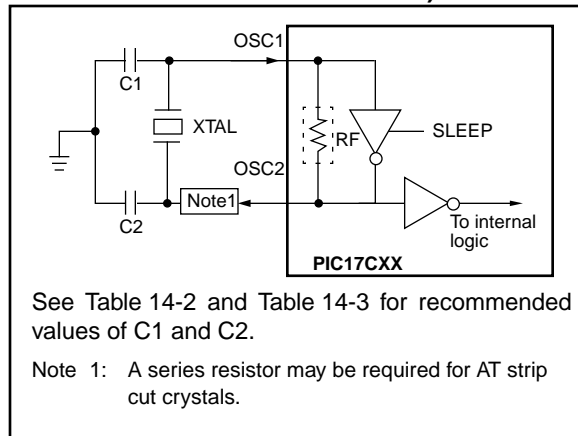 OSC1
C1
XTAL
RF
SLEEP
OSC2
Note1
C2
To internal
logic
PIC17CXX
See Table 14-2 and Table 14-3 for recommended
values of C1 and C2.
Note 1: A series resistor may be required for AT strip
cut crystals.